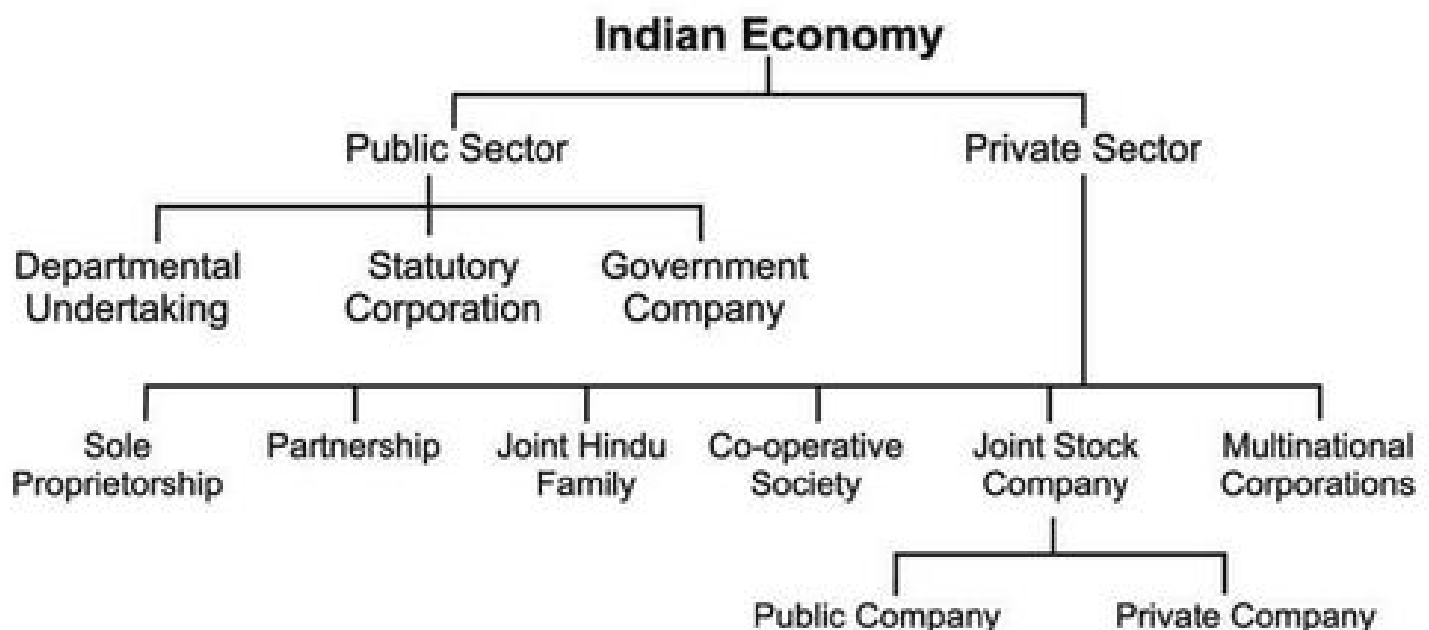 Indian Economy
Public Sector
Private Sector
Departmental
Undertaking
Statutory
Corporation
Government
Company
Sole
Proprietorship
Partnership
Joint Hindu
Family
Co-operative
Society
Joint Stock
Company
Multinational
Corporations
Public Company
Private Company